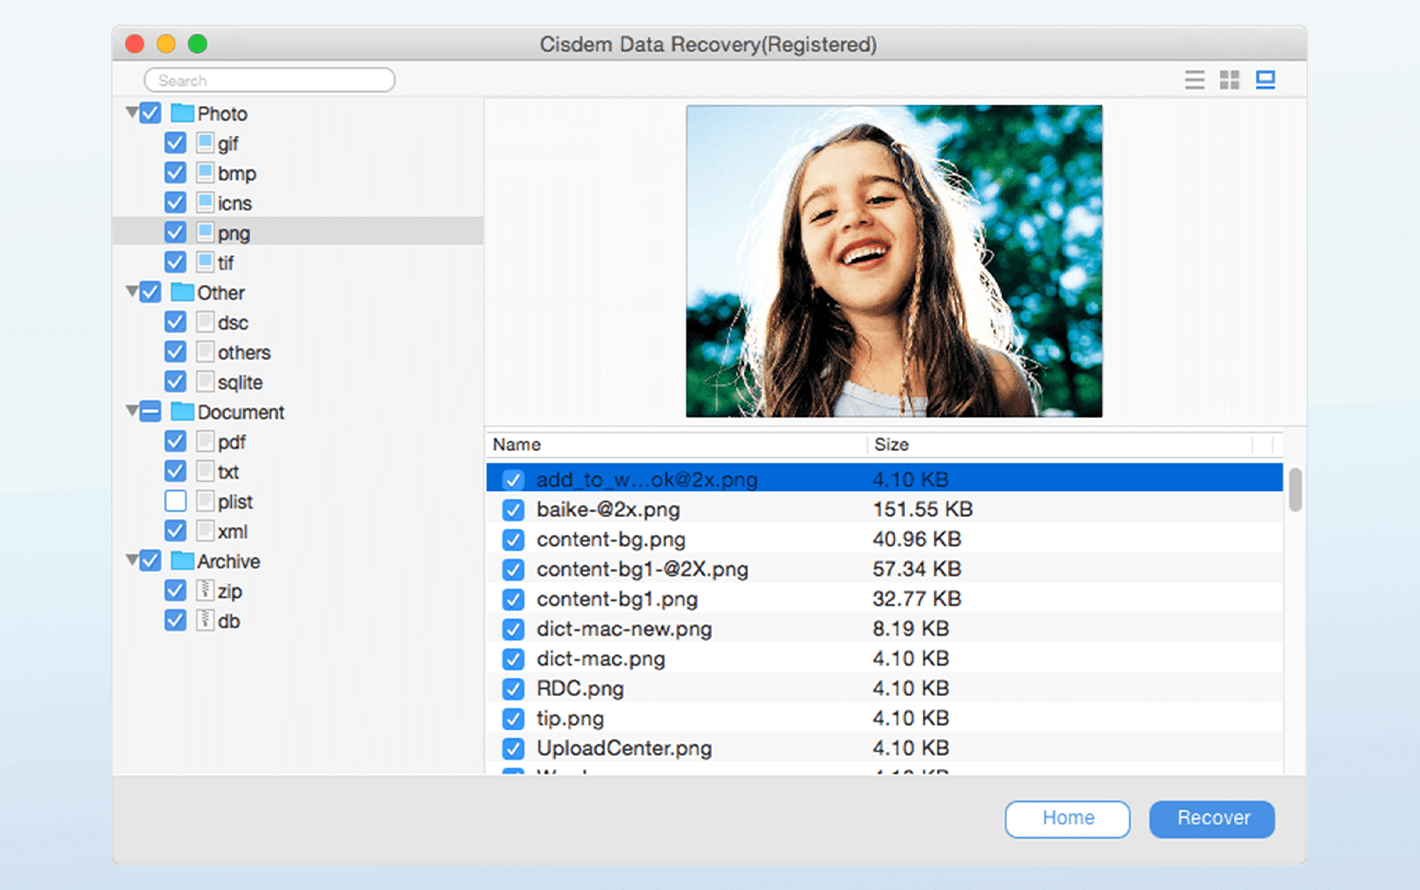 Cisdem Data Recovery(Registered)
Search
Photo
gif
bmp
icns
png
tif
Other
dsc
others
sqlite
Document
pdf
txt
plist
xml
Archive
zip
db
Name Size
add_to_w...ok@2x.png 4.10 KB
baike-@2x.png 151.55 KB
content-bg.png 40.96 KB
content-bg1-@2X.png 57.34 KB
content-bg1.png 32.77 KB
dict-mac-new.png 8.19 KB
dict-mac.png 4.10 KB
RDC.png 4.10 KB
tip.png 4.10 KB
UploadCenter.png 4.10 KB
Home Recover